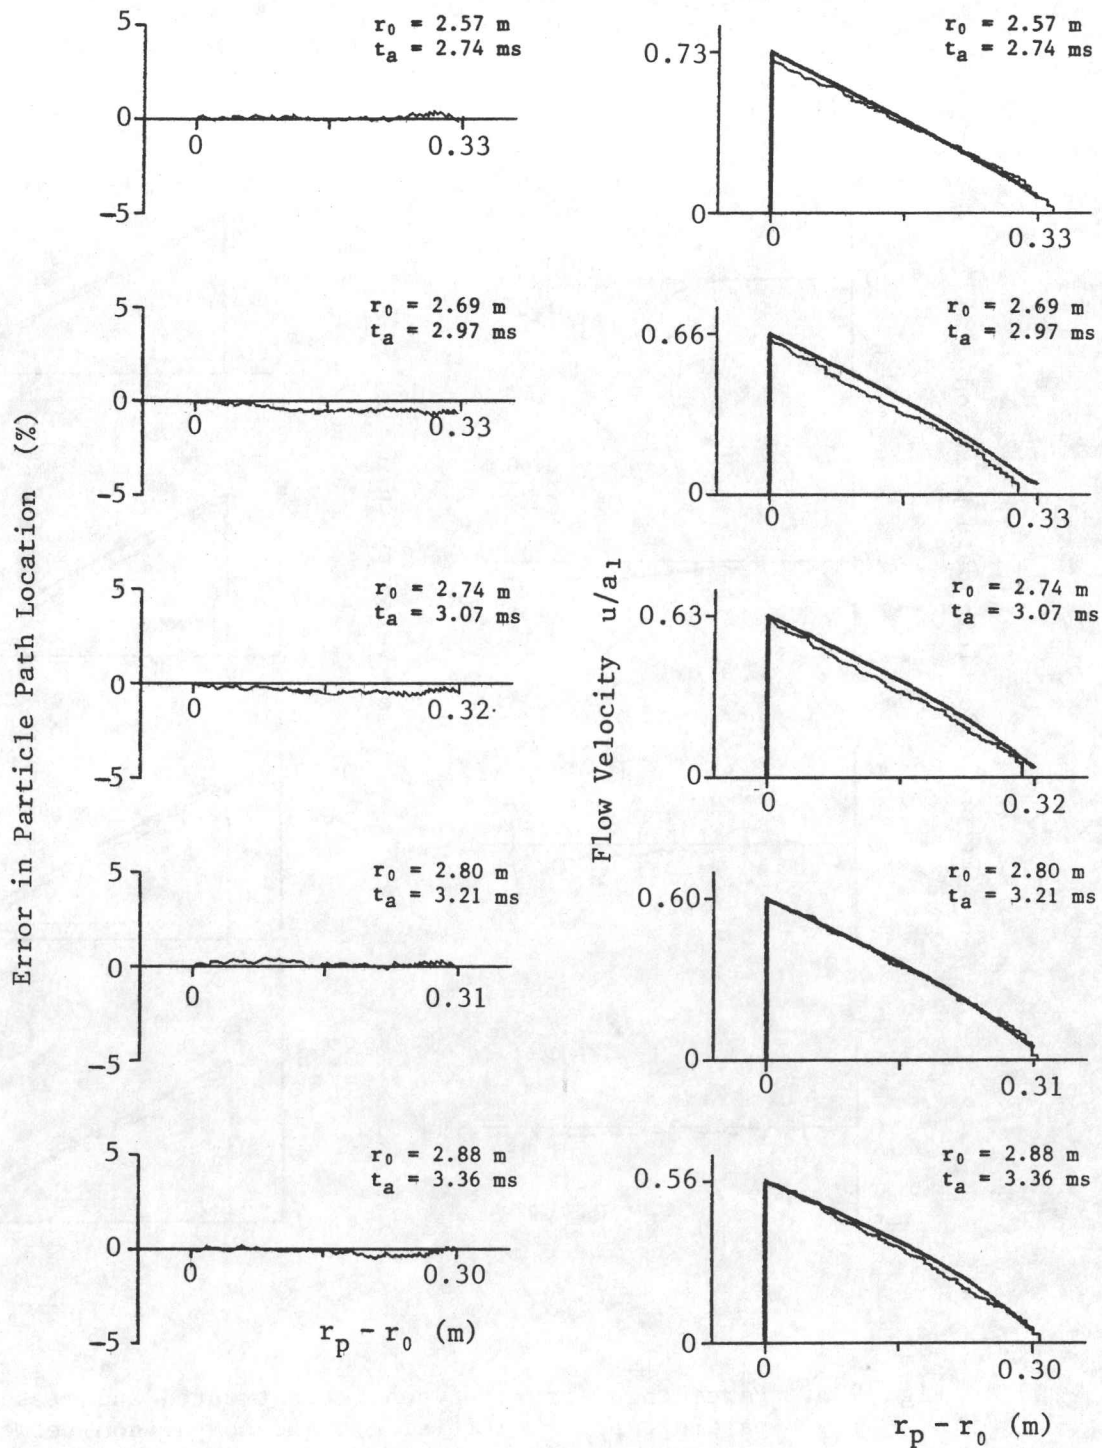 Error in Particle Path Location (%)
5
r₀ = 2.57 m
tₐ = 2.74 ms
0
0
0.33
−5
5
r₀ = 2.69 m
tₐ = 2.97 ms
0
0
0.33
−5
5
r₀ = 2.74 m
tₐ = 3.07 ms
0
0
0.32
−5
5
r₀ = 2.80 m
tₐ = 3.21 ms
0
0
0.31
−5
5
r₀ = 2.88 m
tₐ = 3.36 ms
0
0
0.30
−5
rₚ − r₀ (m)
Flow Velocity u/a₁
r₀ = 2.57 m
tₐ = 2.74 ms
0.73
0
0
0.33
r₀ = 2.69 m
tₐ = 2.97 ms
0.66
0
0
0.33
r₀ = 2.74 m
tₐ = 3.07 ms
0.63
0
0
0.32
r₀ = 2.80 m
tₐ = 3.21 ms
0.60
0
0
0.31
r₀ = 2.88 m
tₐ = 3.36 ms
0.56
0
0
0.30
rₚ − r₀ (m)